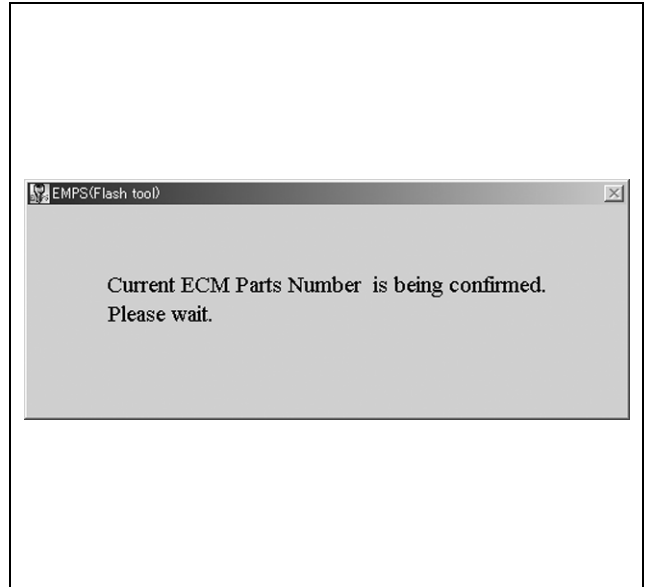 EMPS(Flash tool)
Current ECM Parts Number is being confirmed.
Please wait.